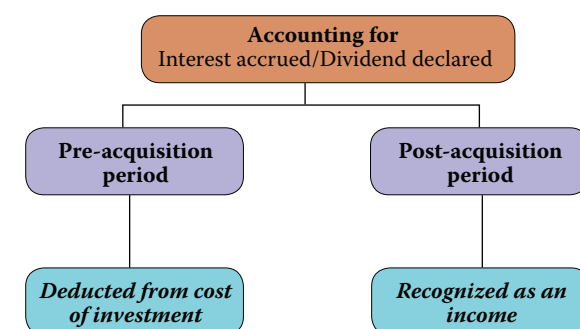 Accounting for
Interest accrued/Dividend declared
Pre-acquisition
period
Post-acquisition
period
Deducted from cost
of investment
Recognized as an
income